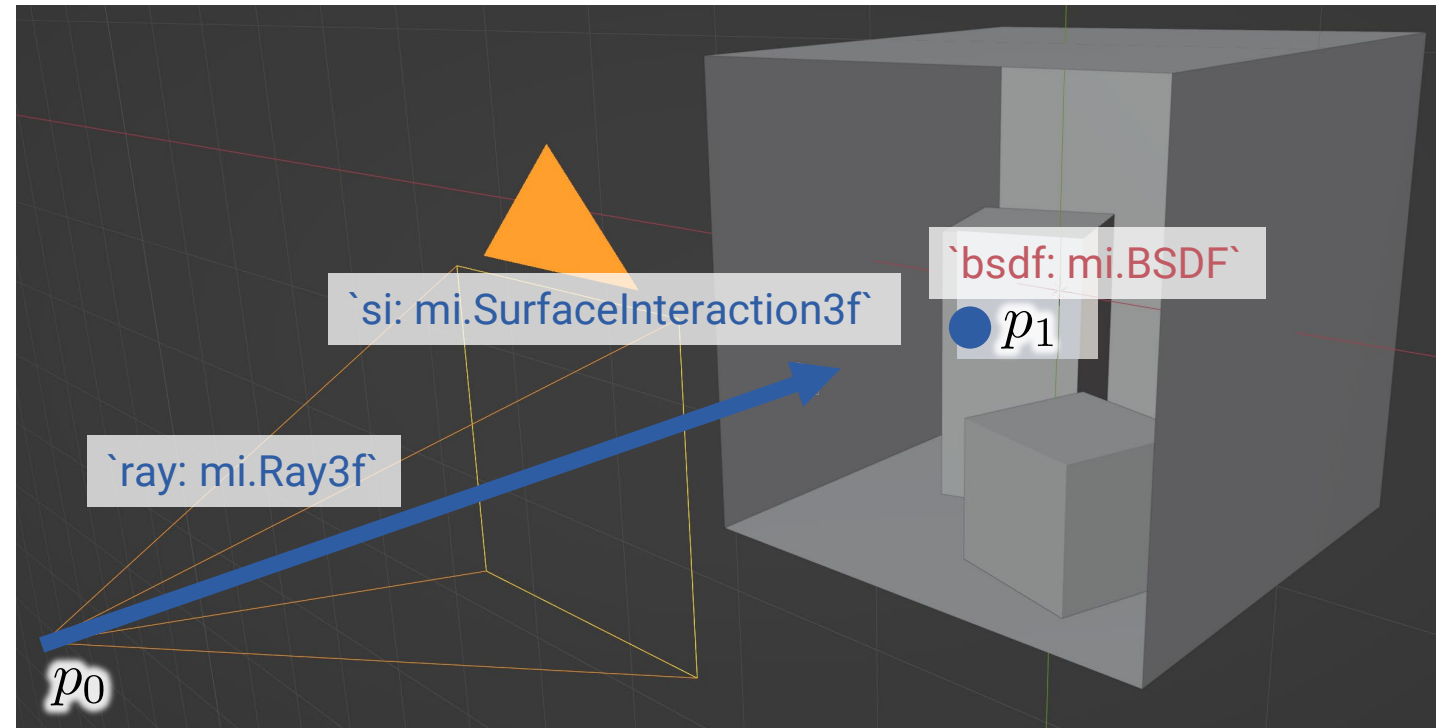 `bsdf: mi.BSDF`
`si: mi.SurfaceInteraction3f`
p₁
`ray: mi.Ray3f`
p₀